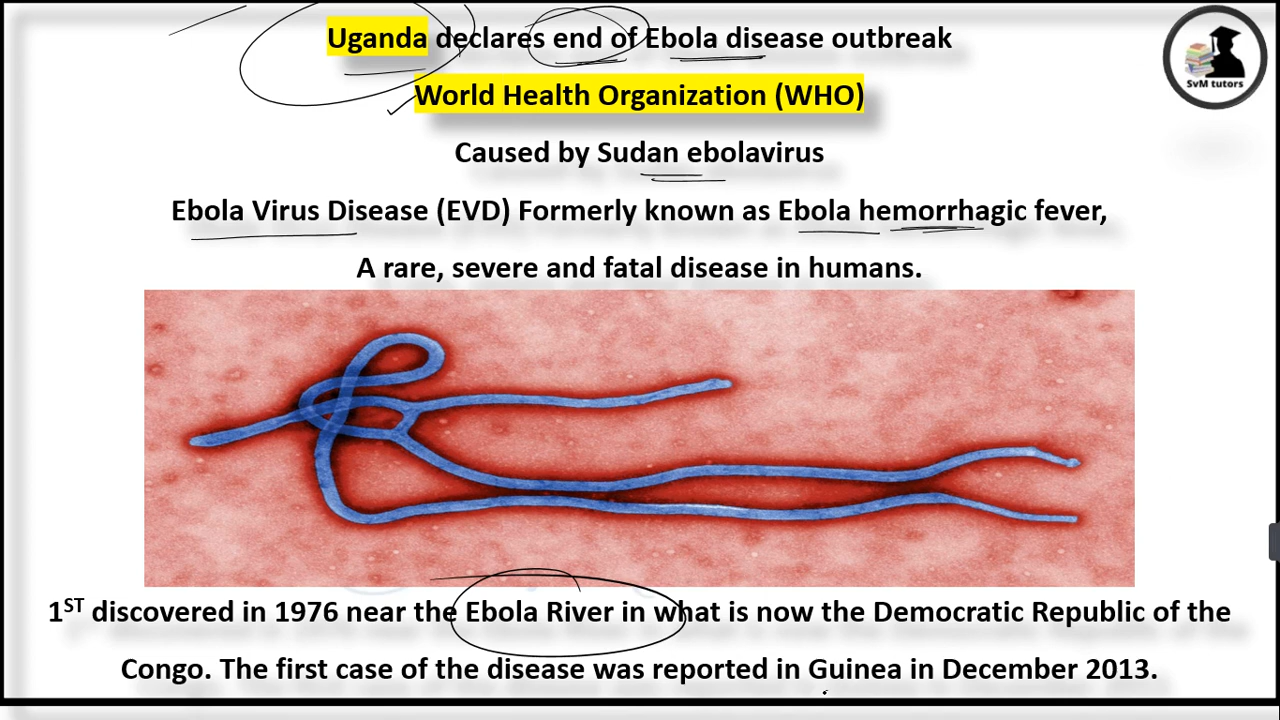 Uganda declares end of Ebola disease outbreak
World Health Organization (WHO)
SvM tutors
Caused by Sudan ebolavirus
Ebola Virus Disease (EVD) Formerly known as Ebola hemorrhagic fever,
A rare, severe and fatal disease in humans.
1ST discovered in 1976 near the Ebola River in what is now the Democratic Republic of the
Congo. The first case of the disease was reported in Guinea in December 2013.